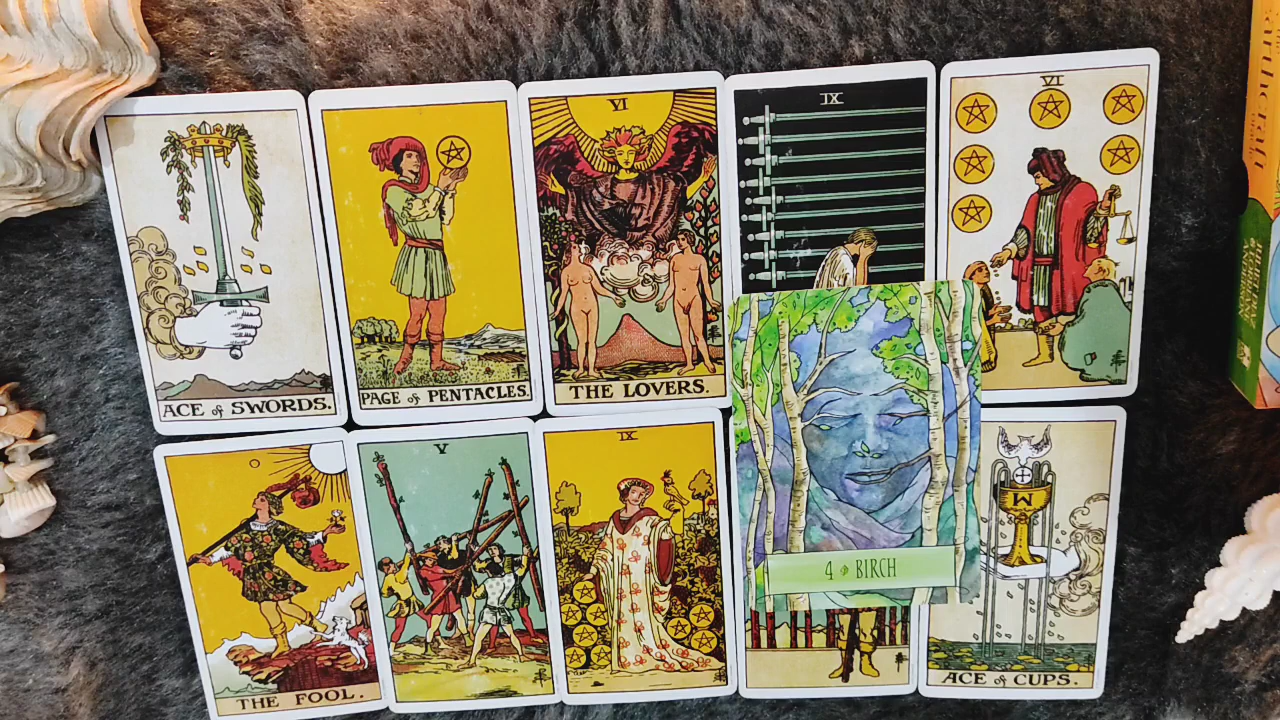 VI
IX
VI
ACE of SWORDS.
PAGE of PENTACLES.
THE LOVERS.
V
IX
4 BIRCH
THE FOOL.
ACE of CUPS.